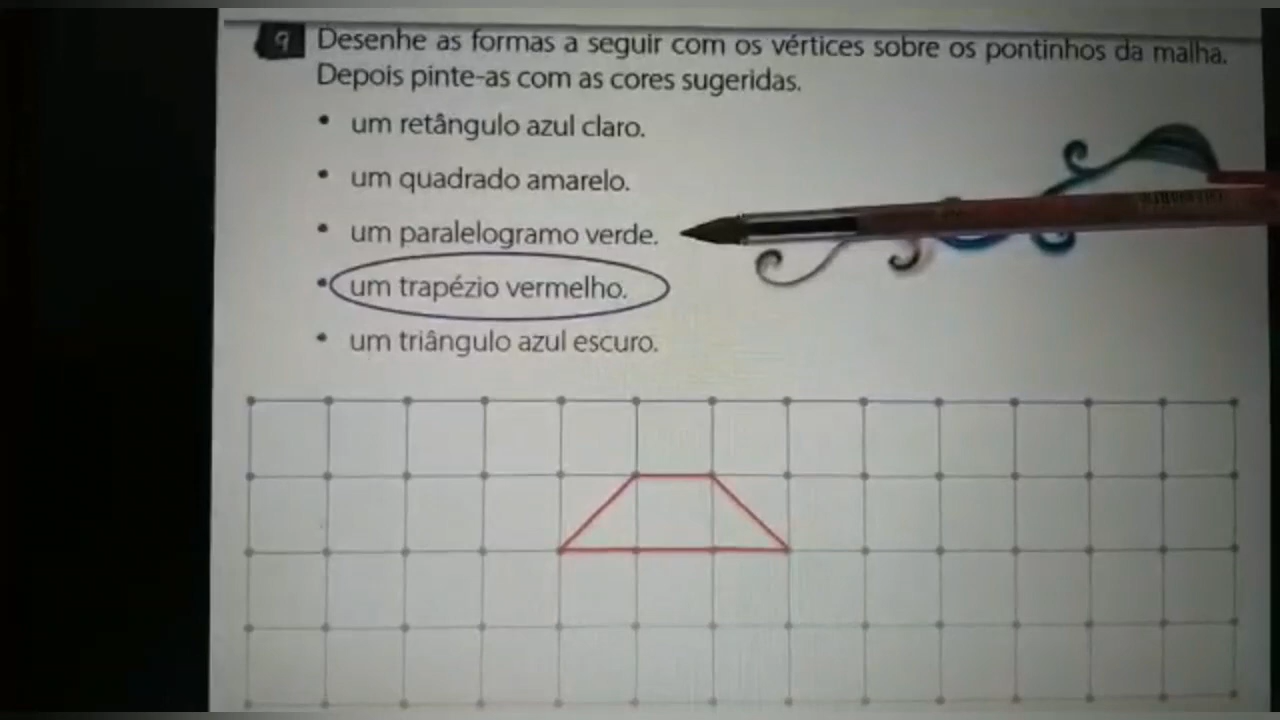 9 Desenhe as formas a seguir com os vértices sobre os pontinhos da malha.
Depois pinte-as com as cores sugeridas.
• um retângulo azul claro.
• um quadrado amarelo.
• um paralelogramo verde.
• um trapézio vermelho.
• um triângulo azul escuro.